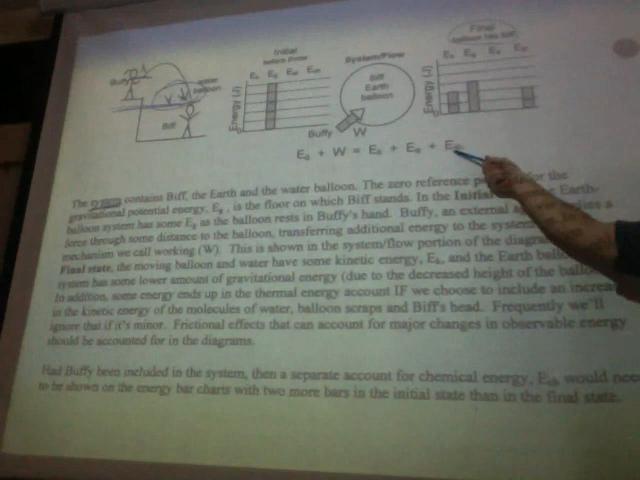 Initial
before throw
System/Flow
Final
balloon hits Biff
Buffy
water
balloon
Biff
Energy (J)
Biff
Earth
balloon
Energy (J)
Buffy
W
Eg + W = Ek + Eg +
The system contains Biff, the Earth and the water balloon. The zero reference for the
gravitational potential energy, Eg, is the floor on which Biff stands. In the Initial Earth-
balloon system has some Eg as the balloon rests in Buffy's hand. Buffy, an external a
force through some distance to the balloon, transferring additional energy to the system
mechanism we call working (W). This is shown in the system/flow portion of the diagram
Final state, the moving balloon and water have some kinetic energy, Ek, and the Earth
system has some lower amount of gravitational energy (due to the decreased height of the
In addition, some energy ends up in the thermal energy account IF we choose to include an
in the kinetic energy of the molecules of water, balloon scraps and Biff's head. Frequently we'll
ignore that if it's minor. Frictional effects that can account for major changes in observable energy
should be accounted for in the diagrams.
Had Buffy been included in the system, then a separate account for chemical energy, Ech would
to be shown on the energy bar charts with two more bars in the initial state than in the final state.